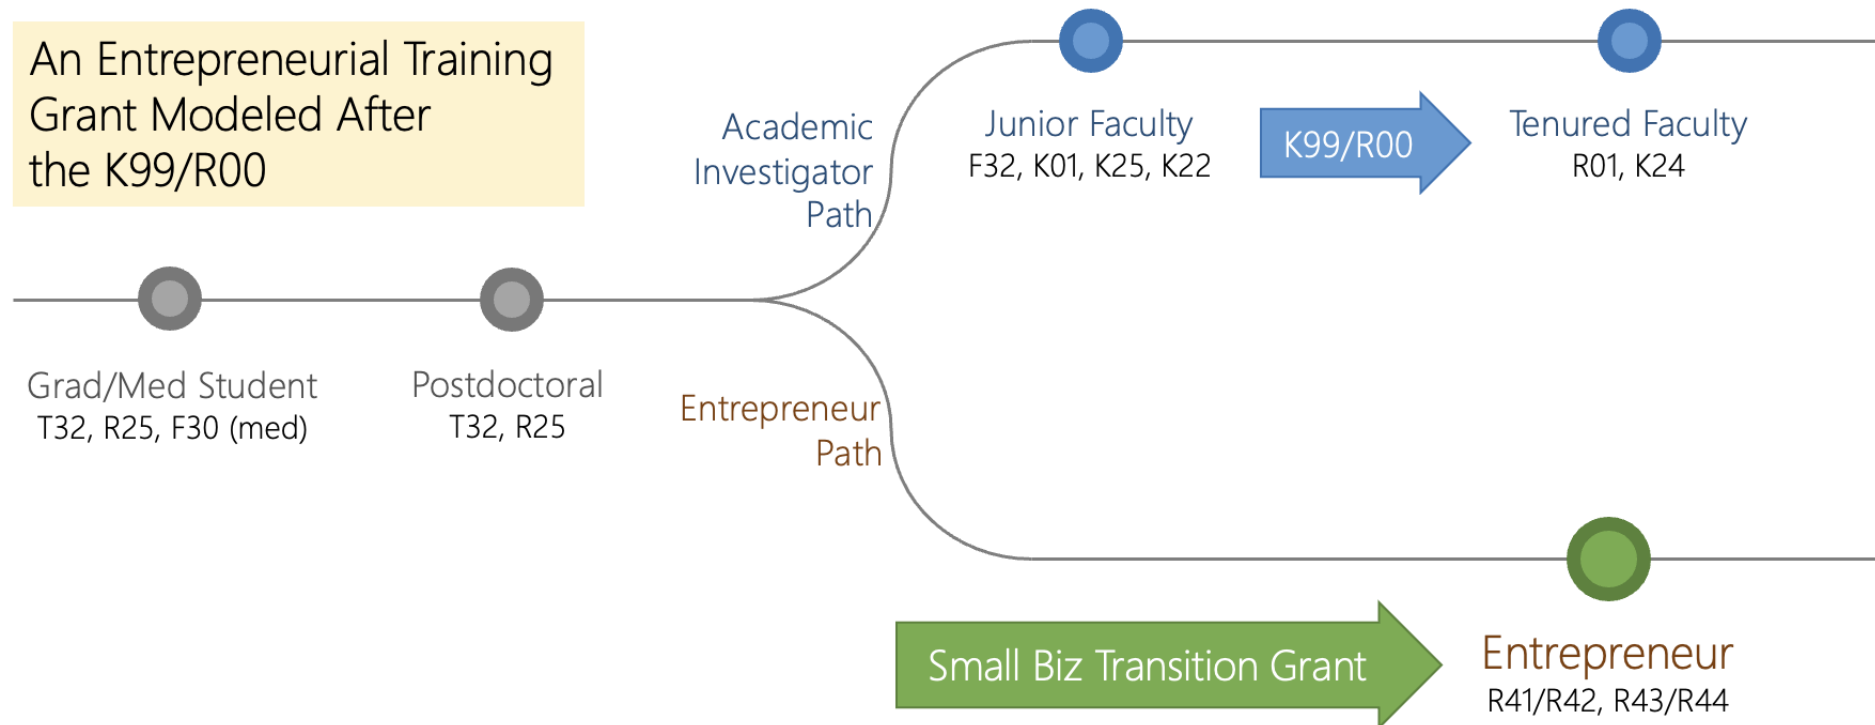 An Entrepreneurial Training
Grant Modeled After
the K99/R00
Academic
Investigator
Path
Junior Faculty
F32, K01, K25, K22
K99/R00
Tenured Faculty
R01, K24
Grad/Med Student
T32, R25, F30 (med)
Postdoctoral
T32, R25
Entrepreneur
Path
Small Biz Transition Grant
Entrepreneur
R41/R42, R43/R44